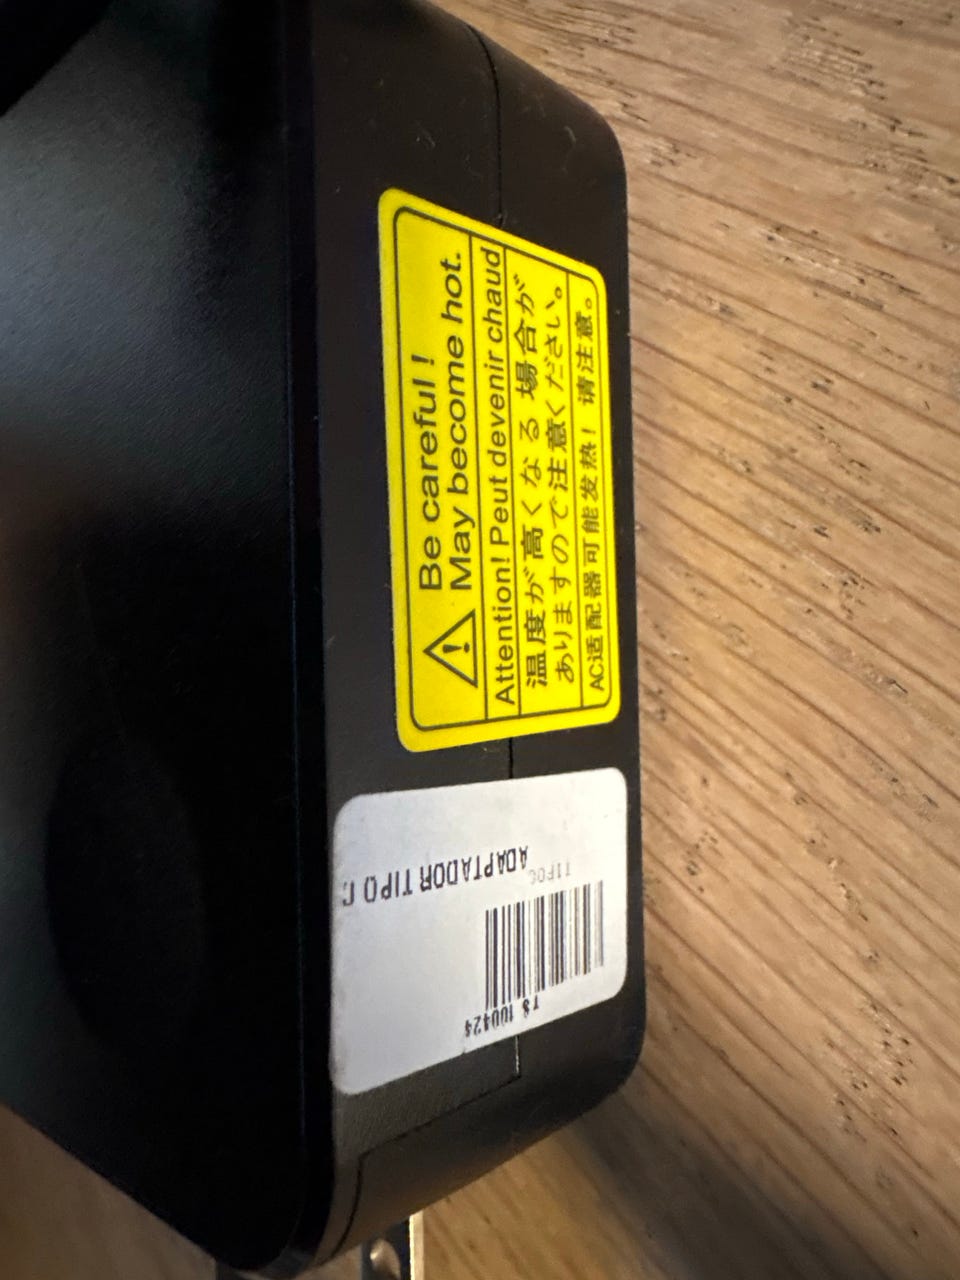 Be careful !
May become hot.
Attention! Peut devenir chaud
温度が高くなる 場合が
ありますので注意ください。
AC适配器可能发热! 请注意。
ADAPTADOR TIPO C
T$ 100424